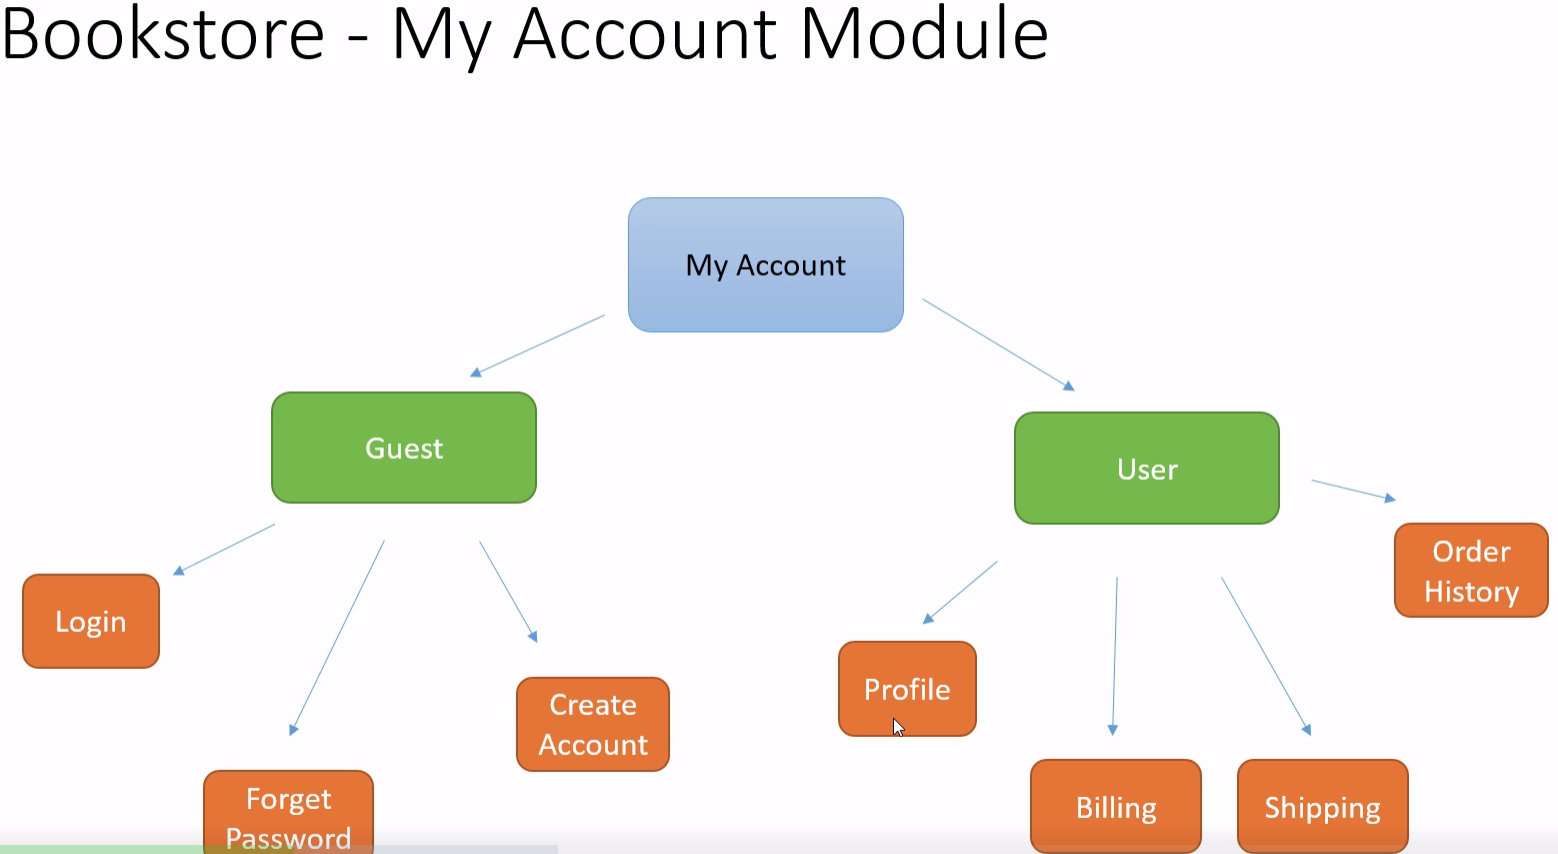 Bookstore - My Account Module
My Account
Guest
User
Login
Forget
Password
Create
Account
Profile
Billing
Shipping
Order
History